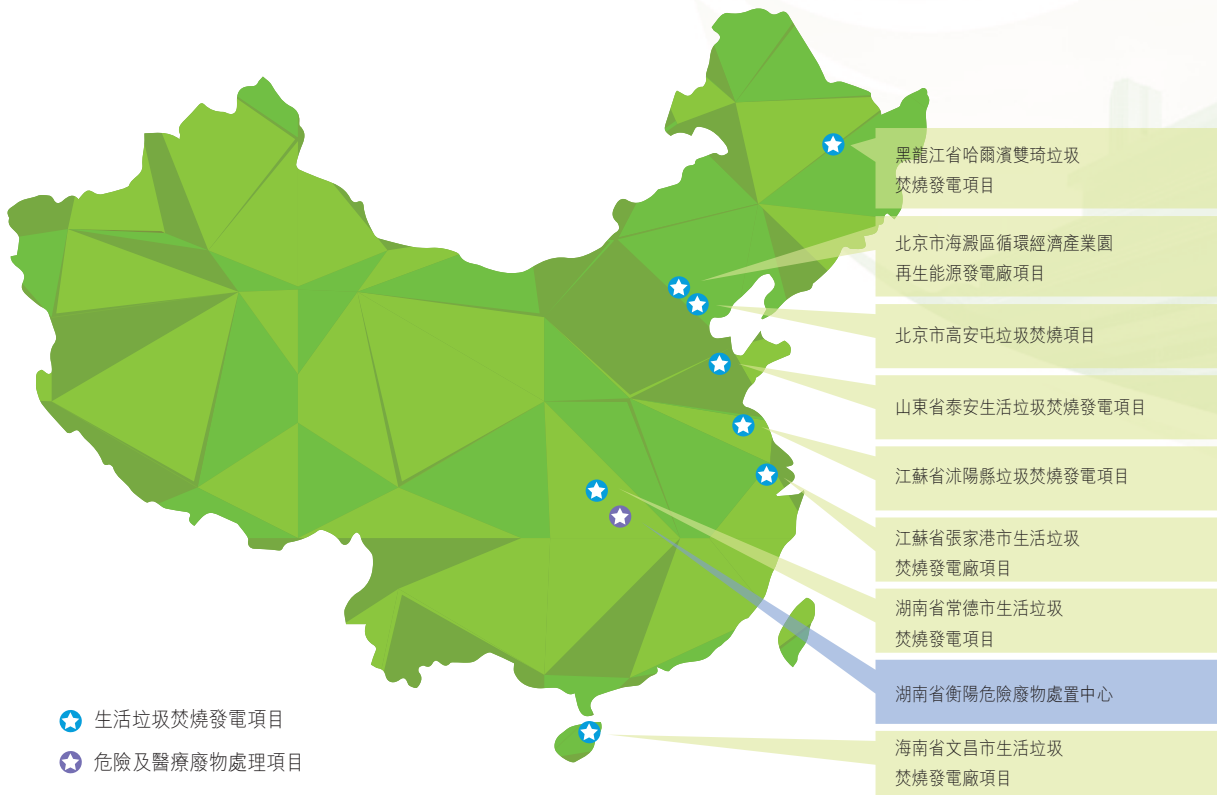 黑龍江省哈爾濱雙琦垃圾
焚燒發電項目
北京市海澱區循環經濟產業園
再生能源發電廠項目
北京市高安屯垃圾焚燒項目
山東省泰安生活垃圾焚燒發電項目
江蘇省沭陽縣垃圾焚燒發電項目
江蘇省張家港市生活垃圾
焚燒發電廠項目
湖南省常德市生活垃圾
焚燒發電項目
湖南省衡陽危險廢物處置中心
海南省文昌市生活垃圾
焚燒發電廠項目
生活垃圾焚燒發電項目
危險及醫療廢物處理項目